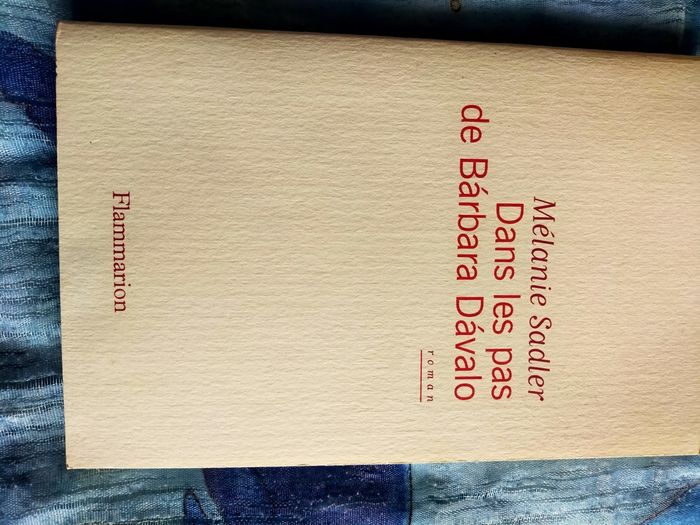 Mélanie Sadler
Dans les pas
de Bárbara Dávalo
roman
Flammarion